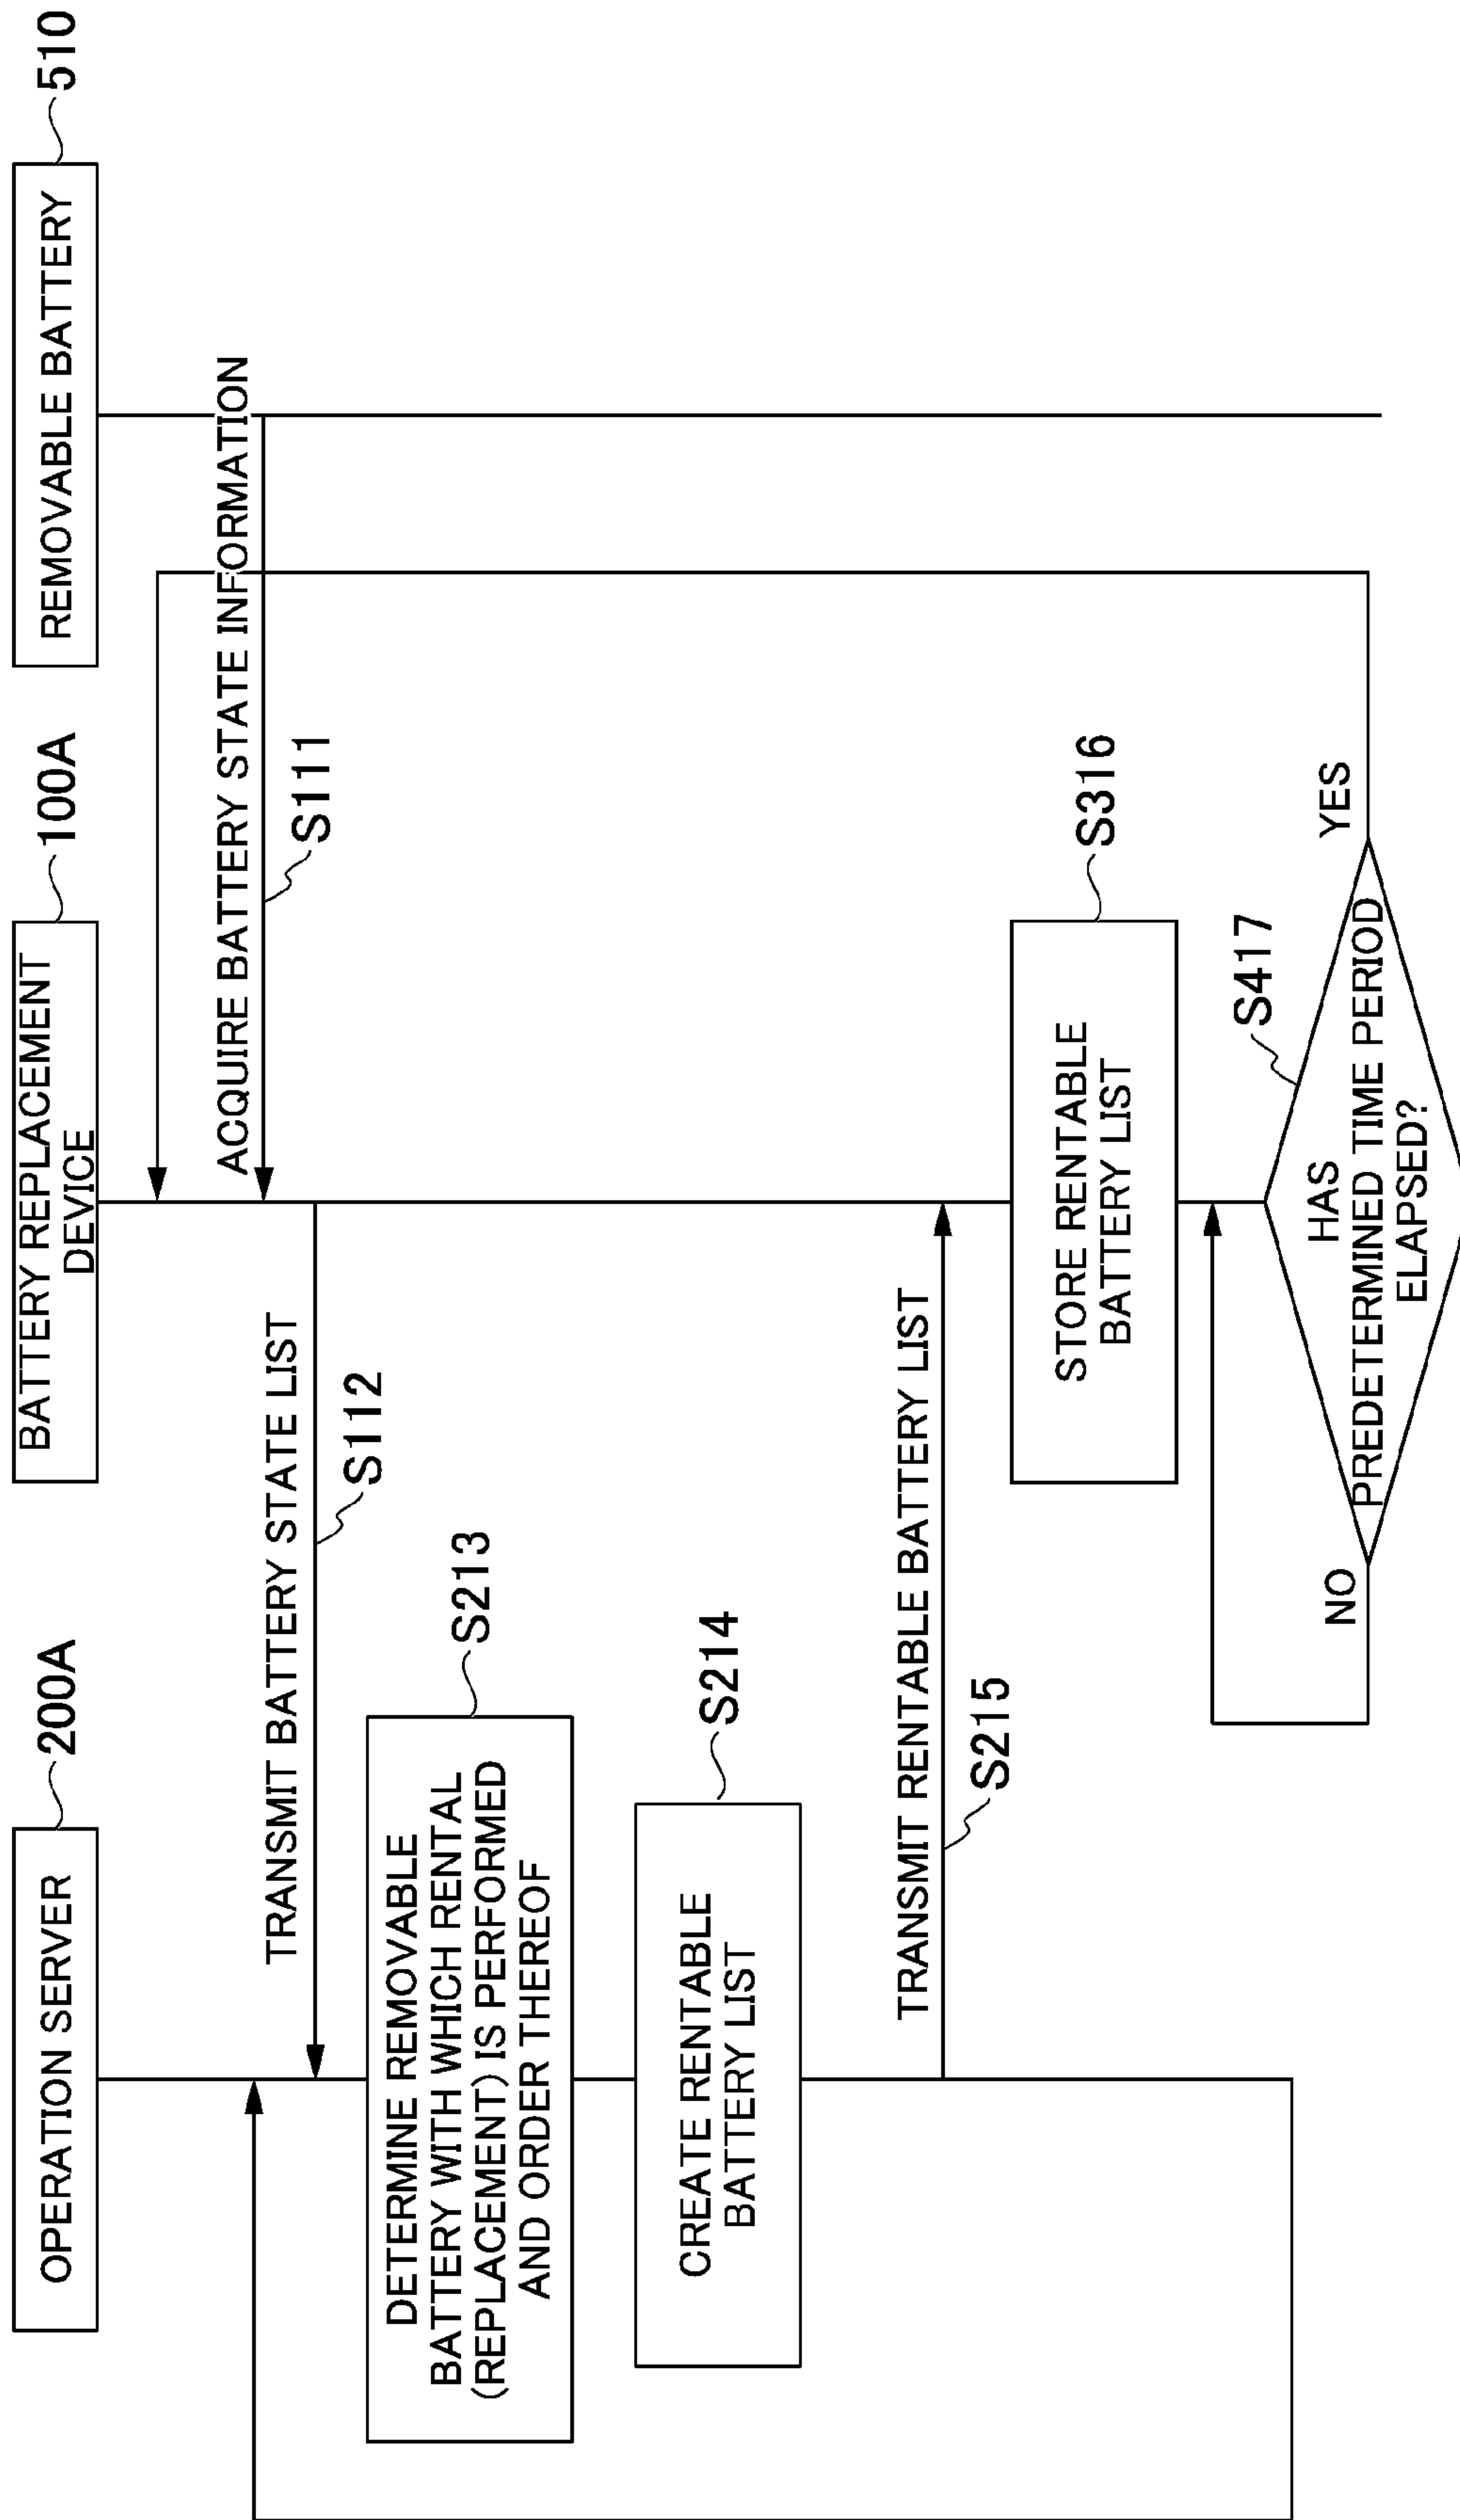 OPERATION SERVER
200A
BATTERY REPLACEMENT
DEVICE
100A
REMOVABLE BATTERY
510
ACQUIRE BATTERY STATE INFORMATION
S111
TRANSMIT BATTERY STATE LIST
S112
DETERMINE REMOVABLE
BATTERY WITH WHICH RENTAL
(REPLACEMENT) IS PERFORMED
AND ORDER THEREOF
S213
CREATE RENTABLE
BATTERY LIST
S214
TRANSMIT RENTABLE BATTERY LIST
S215
STORE RENTABLE
BATTERY LIST
S316
S417
HAS
PREDETERMINED TIME PERIOD
ELAPSED?
NO
YES